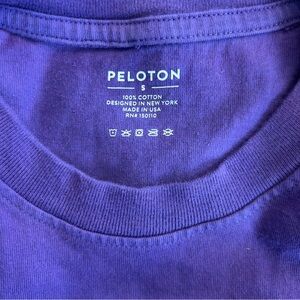 PELOTON
S
100% COTTON
DESIGNED IN NEW YORK
MADE IN USA
RN# 150110